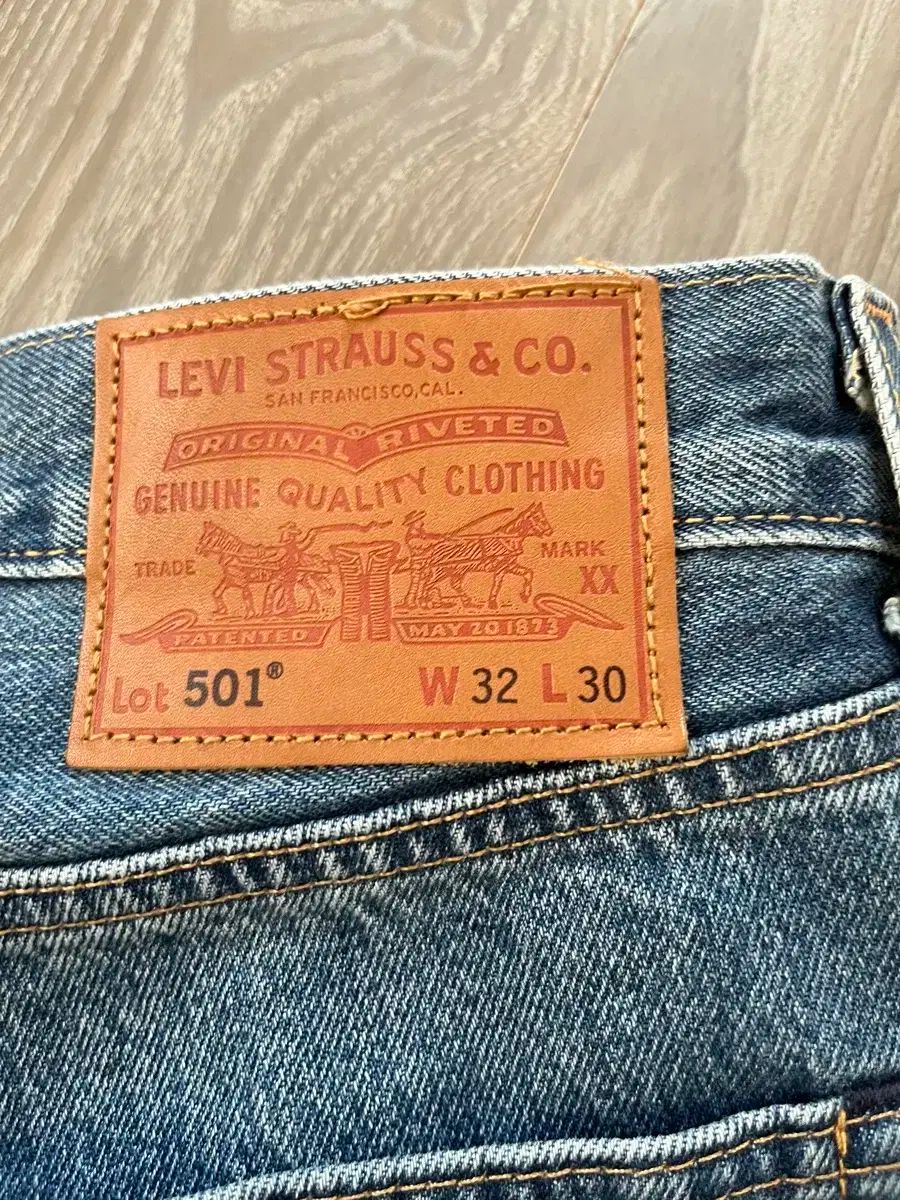 LEVI STRAUSS & CO.
SAN FRANCISCO, CAL.
ORIGINAL RIVETED
GENUINE QUALITY CLOTHING
TRADE MARK
XX
PATENTED MAY 20 1873
Lot 501® W 32 L 30